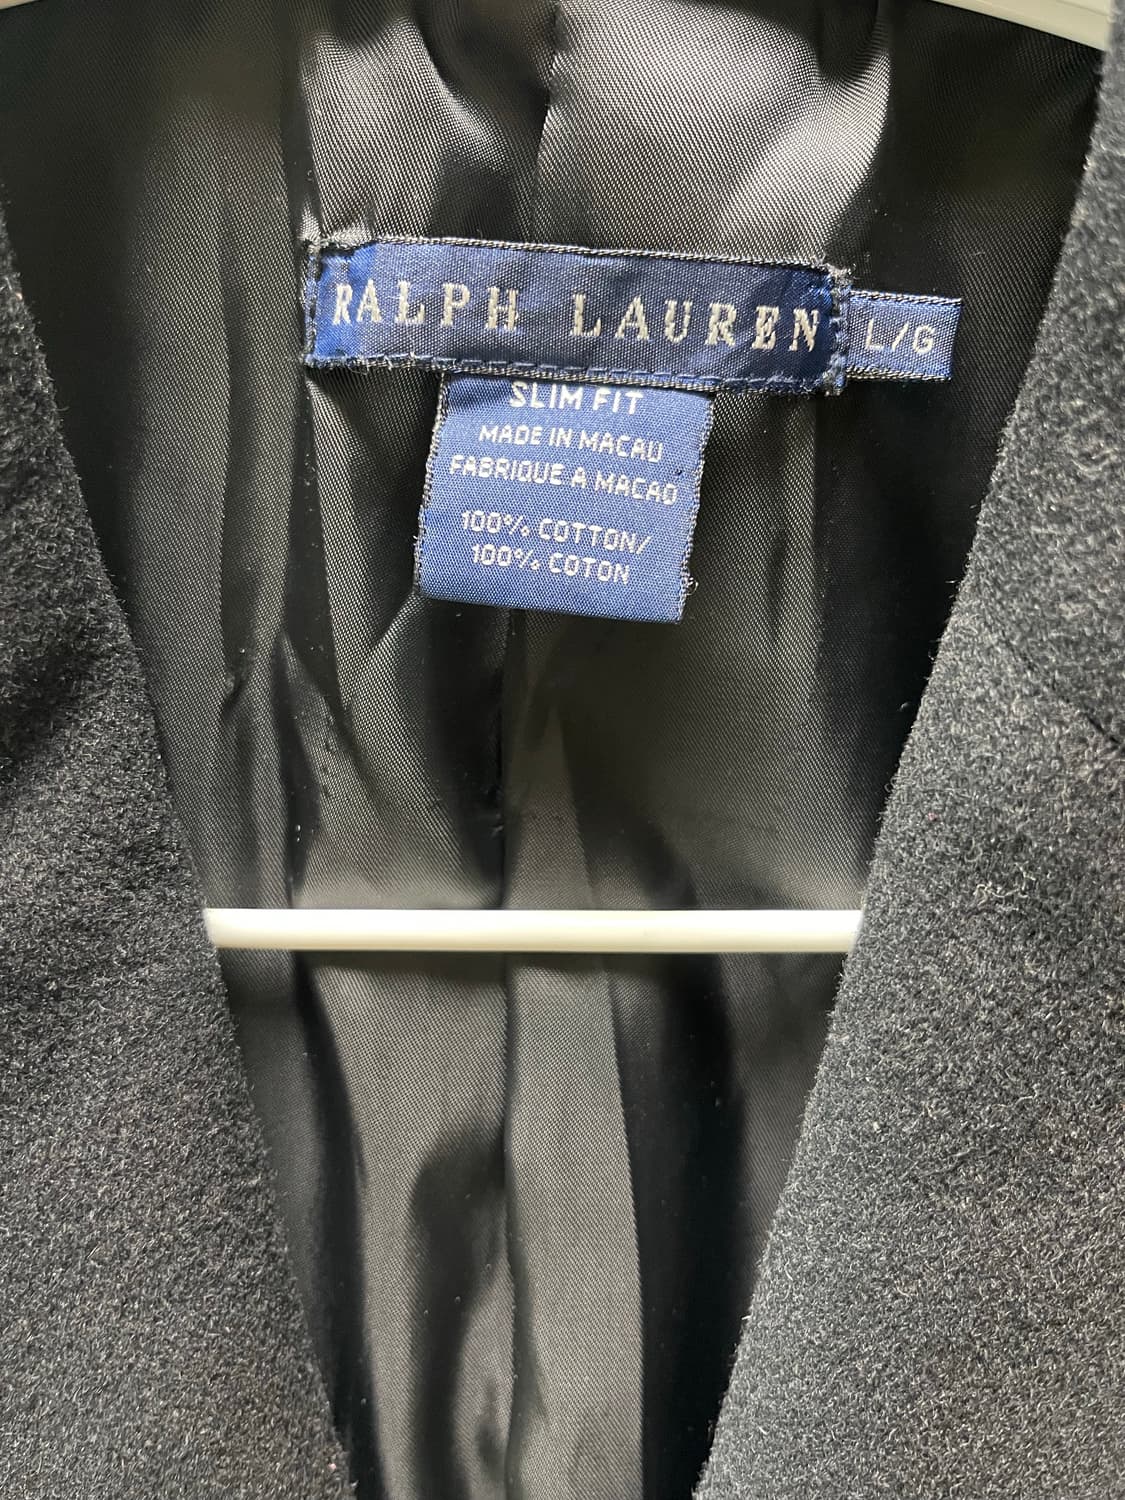 RALPH LAUREN
L/G
SLIM FIT
MADE IN MACAU
FABRIQUE A MACAO
100% COTTON/
100% COTON